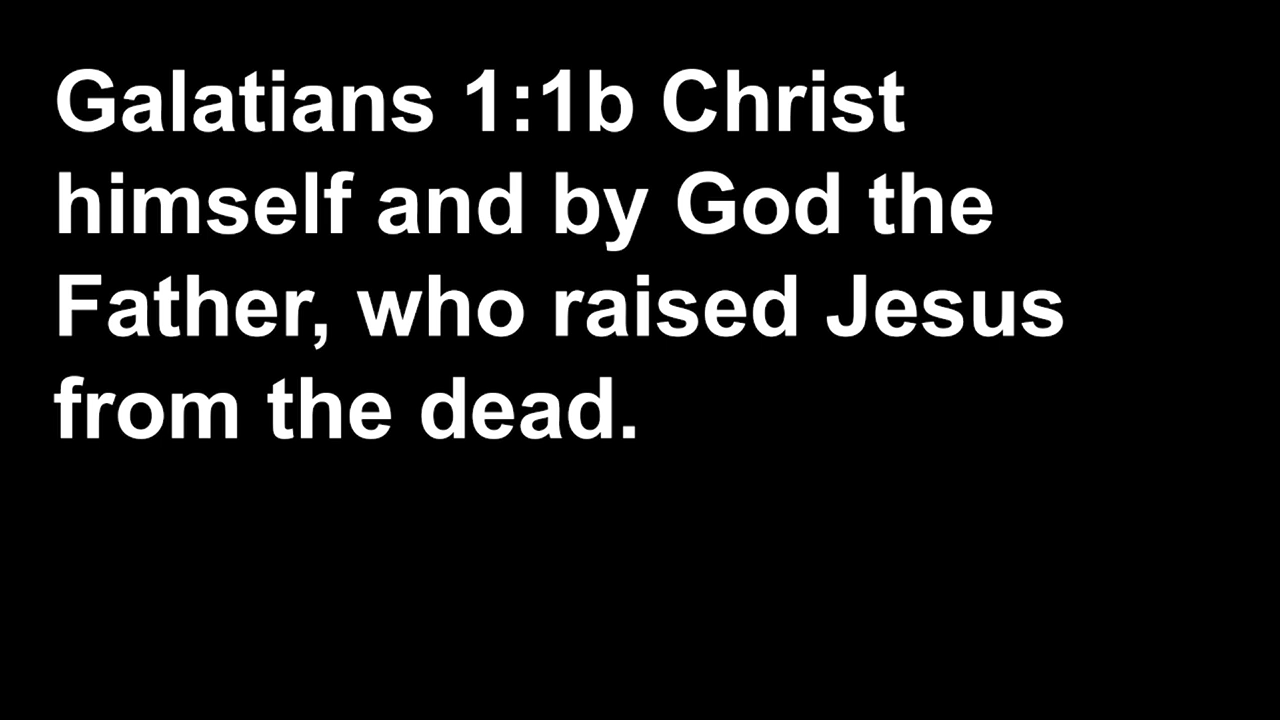 Galatians 1:1b Christ
himself and by God the
Father, who raised Jesus
from the dead.